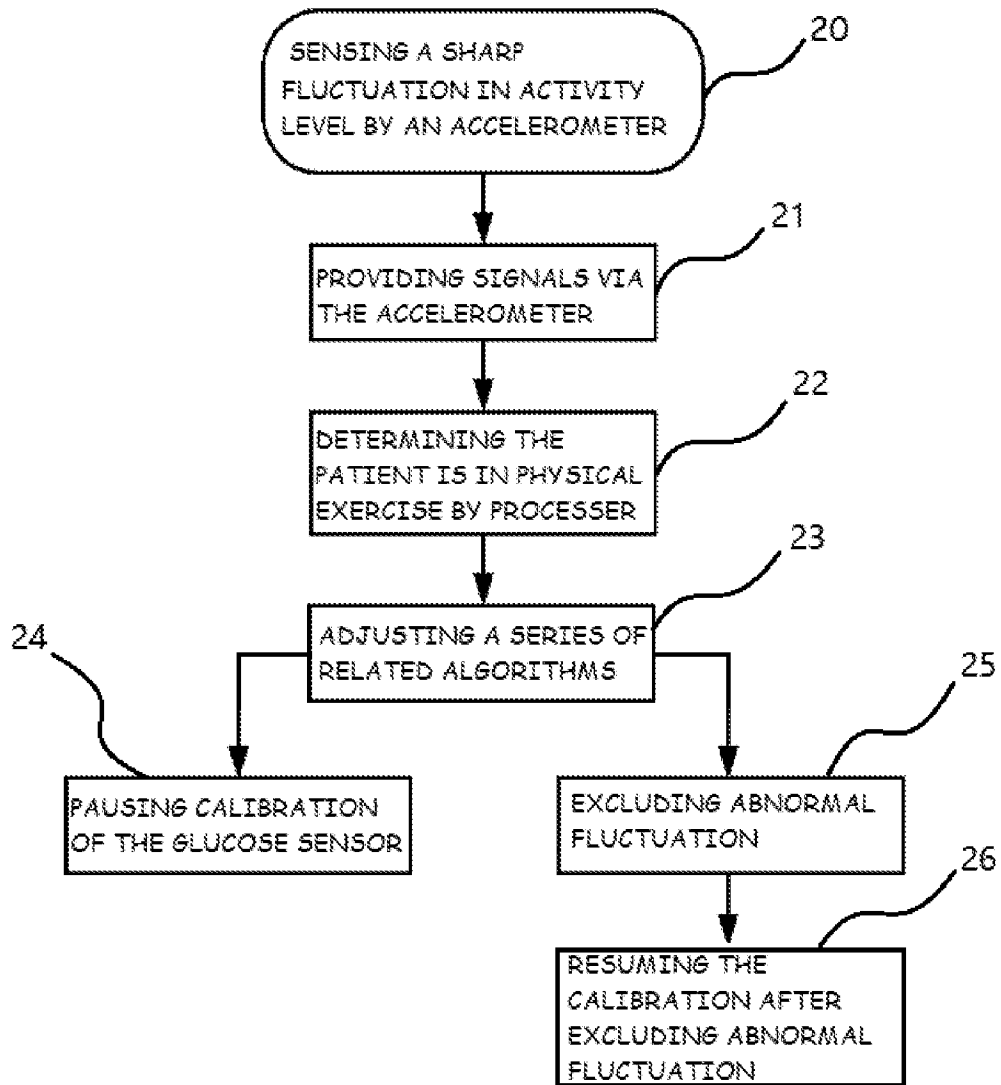 20
SENSING A SHARP
FLUCTUATION IN ACTIVITY
LEVEL BY AN ACCELEROMETER
21
PROVIDING SIGNALS VIA
THE ACCELEROMETER
22
DETERMINING THE
PATIENT IS IN PHYSICAL
EXERCISE BY PROCESSER
23
ADJUSTING A SERIES OF
RELATED ALGORITHMS
24
PAUSING CALIBRATION
OF THE GLUCOSE SENSOR
25
EXCLUDING ABNORMAL
FLUCTUATION
26
RESUMING THE
CALIBRATION AFTER
EXCLUDING ABNORMAL
FLUCTUATION